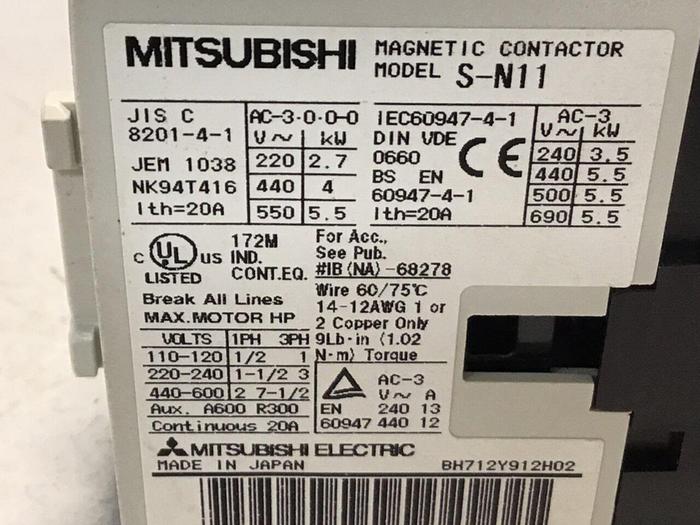 MITSUBISHI
MAGNETIC CONTACTOR
MODEL S-N11
JIS C
8201-4-1
JEM 1038
NK94T416
Ith=20A
AC-3-0-0-0
V~ kW
220 2.7
440 4
550 5.5
IEC60947-4-1
DIN VDE
0660
BS EN
60947-4-1
Ith=20A
CE
AC-3
V~ kW
240 3.5
440 5.5
500 5.5
690 5.5
C UL US
LISTED
172M
IND.
CONT.EQ.
For Acc.,
See Pub.
#IB(NA)-68278
Break All Lines
MAX.MOTOR HP
VOLTS 1PH 3PH
110-120 1/2 1
220-240 1-1/2 3
440-600 2 7-1/2
Aux. A600 R300
Continuous 20A
Wire 60/75℃
14-12AWG 1 or
2 Copper Only
9Lb·in (1.02
N·m) Torque
AC-3
V~ A
EN 240 13
60947 440 12
MITSUBISHI ELECTRIC
MADE IN JAPAN
BH712Y912H02